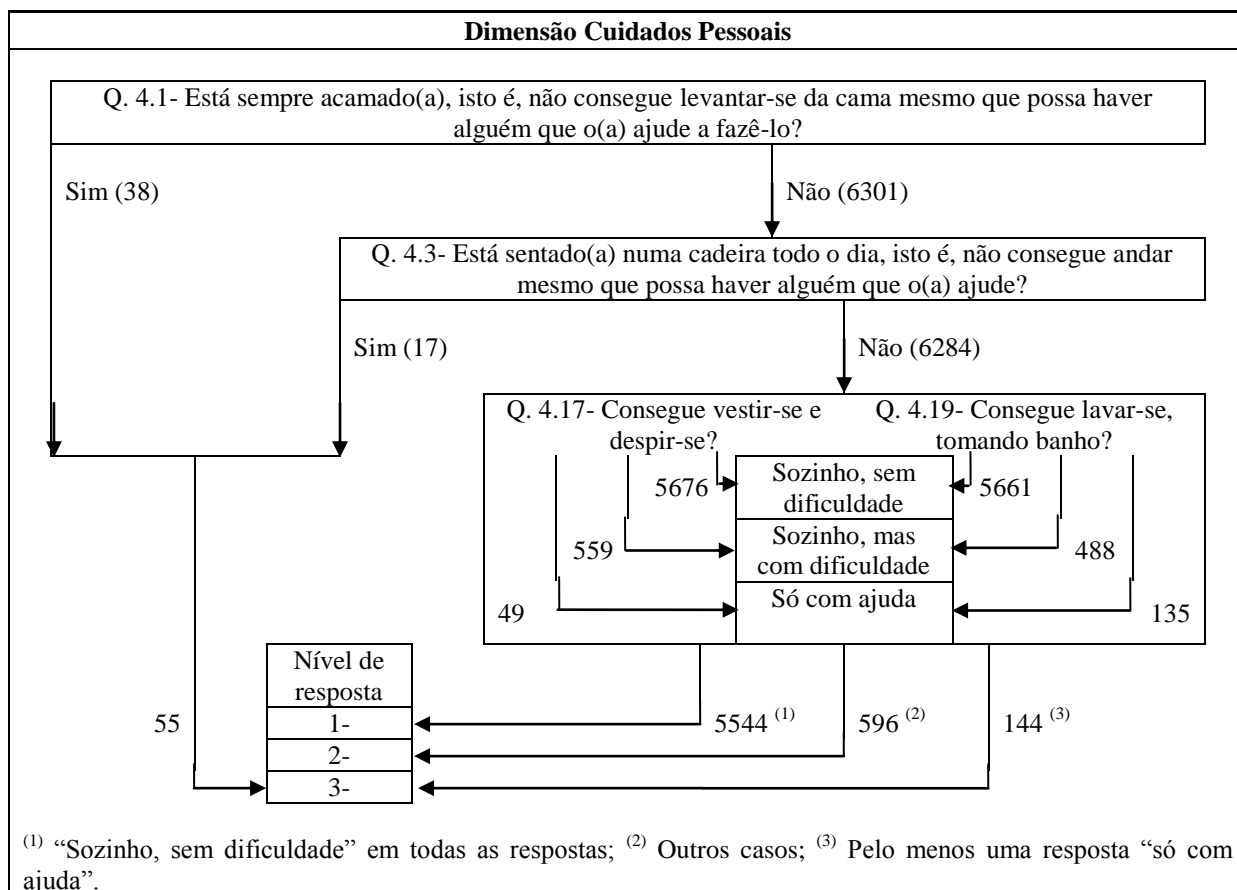 Dimensão Cuidados Pessoais
Q. 4.1- Está sempre acamado(a), isto é, não consegue levantar-se da cama mesmo que possa haver
alguém que o(a) ajude a fazê-lo?
Sim (38)
Não (6301)
Q. 4.3- Está sentado(a) numa cadeira todo o dia, isto é, não consegue andar
mesmo que possa haver alguém que o(a) ajude?
Sim (17)
Não (6284)
Q. 4.17- Consegue vestir-se e
despir-se?
Q. 4.19- Consegue lavar-se,
tomando banho?
5676
Sozinho, sem
dificuldade
5661
559
Sozinho, mas
com dificuldade
488
49
Só com ajuda
135
Nível de
resposta
55
1-
5544 (1)
596 (2)
144 (3)
2-
3-
(1) “Sozinho, sem dificuldade” em todas as respostas; (2) Outros casos; (3) Pelo menos uma resposta “só com
ajuda”.